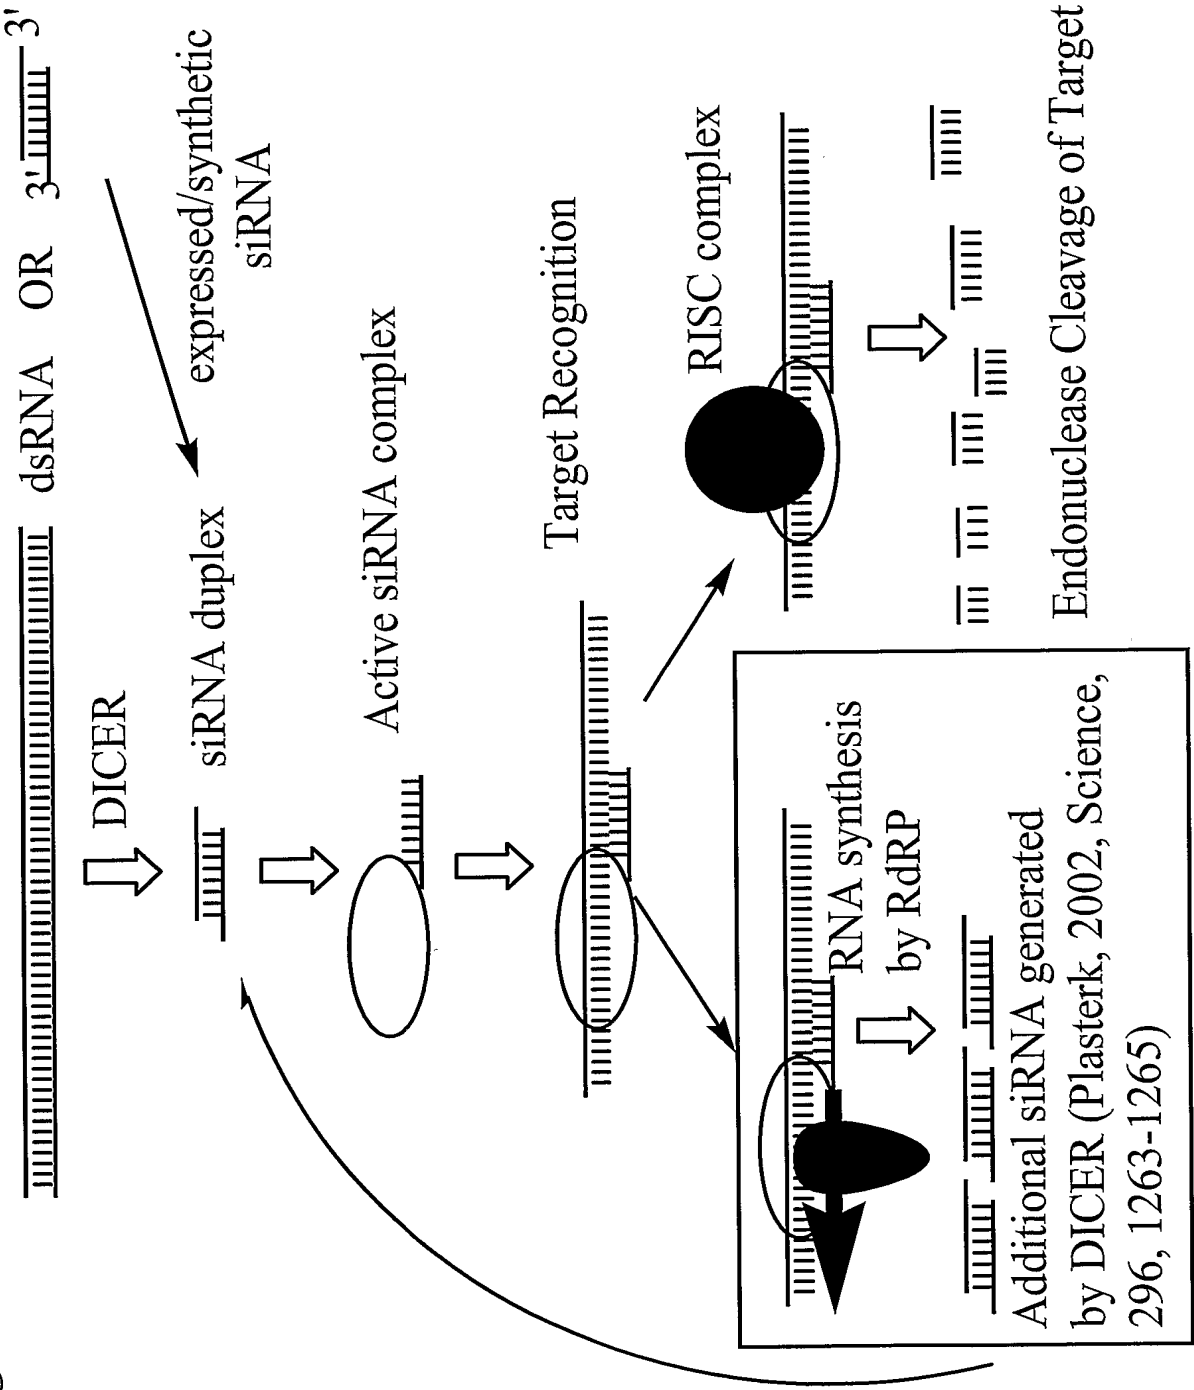 dsRNA OR 3' 3'
DICER
expressed/synthetic
siRNA
siRNA duplex
Active siRNA complex
Target Recognition
RISC complex
Endonuclease Cleavage of Target
RNA synthesis
by RdRP
Additional siRNA generated
by DICER (Plasterk, 2002, Science,
296, 1263-1265)